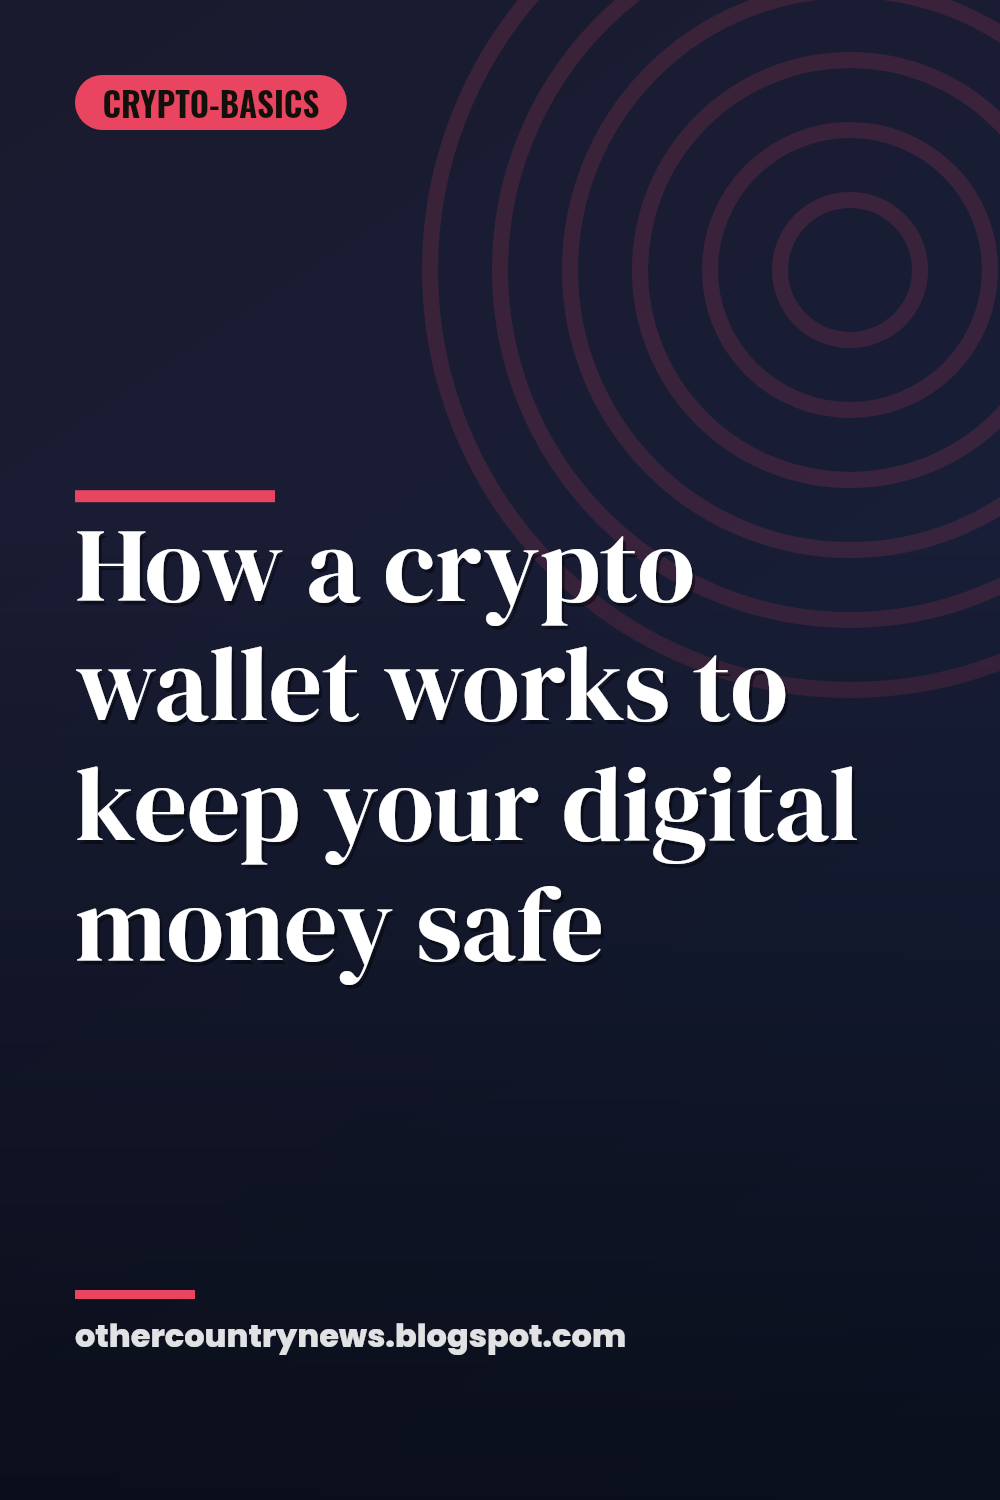 CRYPTO-BASICS
How a crypto
wallet works to
keep your digital
money safe
othercountrynews.blogspot.com